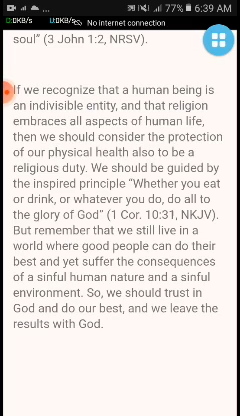 0:0KB/s U:0KB/s No internet connection 77% 6:39 AM
soul” (3 John 1:2, NRSV).
If we recognize that a human being is
an indivisible entity, and that religion
embraces all aspects of human life,
then we should consider the protection
of our physical health also to be a
religious duty. We should be guided by
the inspired principle “Whether you eat
or drink, or whatever you do, do all to
the glory of God” (1 Cor. 10:31, NKJV).
But remember that we still live in a
world where good people can do their
best and yet suffer the consequences
of a sinful human nature and a sinful
environment. So, we should trust in
God and do our best, and we leave the
results with God.